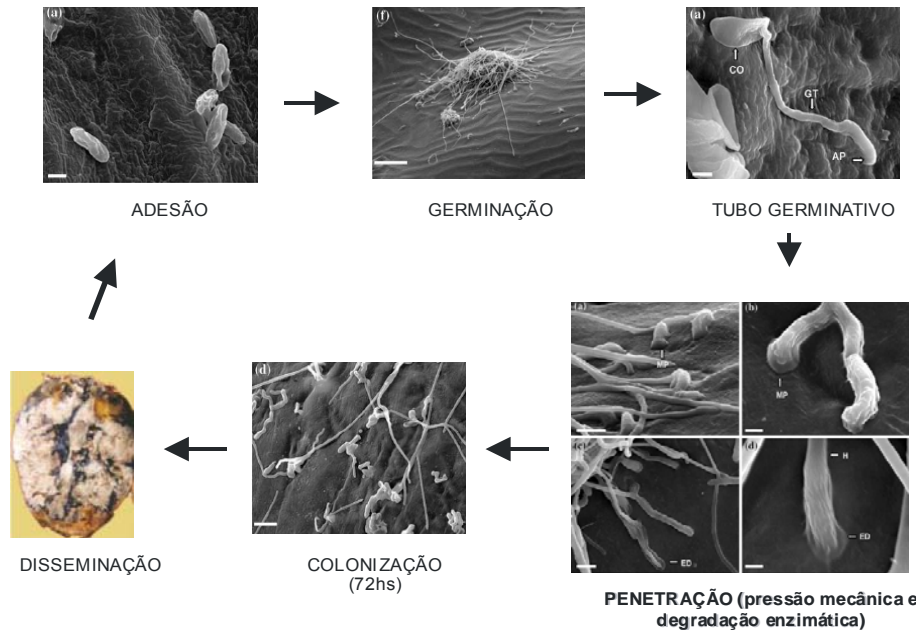 (a)
(f)
(a)
CO
GT
AP
ADESÃO
GERMINAÇÃO
TUBO GERMINATIVO
(a)
MP
(b)
MP
(c)
ED
(d)
H
ED
(d)
DISSEMINAÇÃO
COLONIZAÇÃO
(72hs)
PENETRAÇÃO (pressão mecânica e
degradação enzimática)